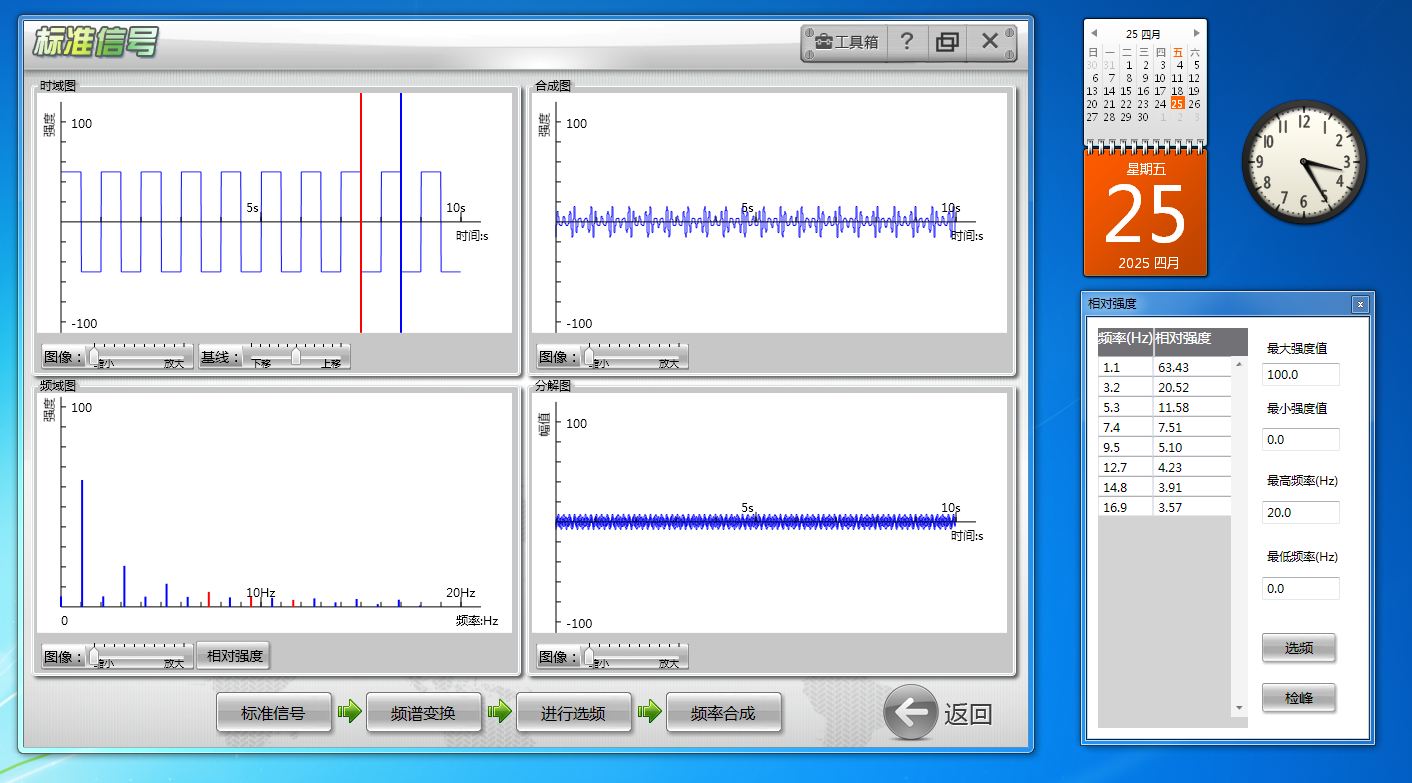 标准信号
工具箱
?
时域图
强度
100
5s
10s
时间:s
-100
图像：
缩小
放大
基线：
下移
上移
合成图
强度
100
5s
10s
时间:s
-100
图像：
缩小
放大
频域图
强度
100
10Hz
20Hz
0
频率:Hz
图像：
缩小
放大
相对强度
分解图
幅值
100
5s
10s
时间:s
-100
图像：
缩小
放大
标准信号
频谱变换
进行选频
频率合成
返回
25 四月
日 一 二 三 四 五 六
30 31 1 2 3 4 5
6 7 8 9 10 11 12
13 14 15 16 17 18 19
20 21 22 23 24 25 26
27 28 29 30 1 2 3
星期五
25
2025 四月
12
1
2
3
4
5
6
7
8
9
10
11
相对强度
频率(Hz) 相对强度
1.1 63.43
3.2 20.52
5.3 11.58
7.4 7.51
9.5 5.10
12.7 4.23
14.8 3.91
16.9 3.57
最大强度值
100.0
最小强度值
0.0
最高频率(Hz)
20.0
最低频率(Hz)
0.0
选频
检峰